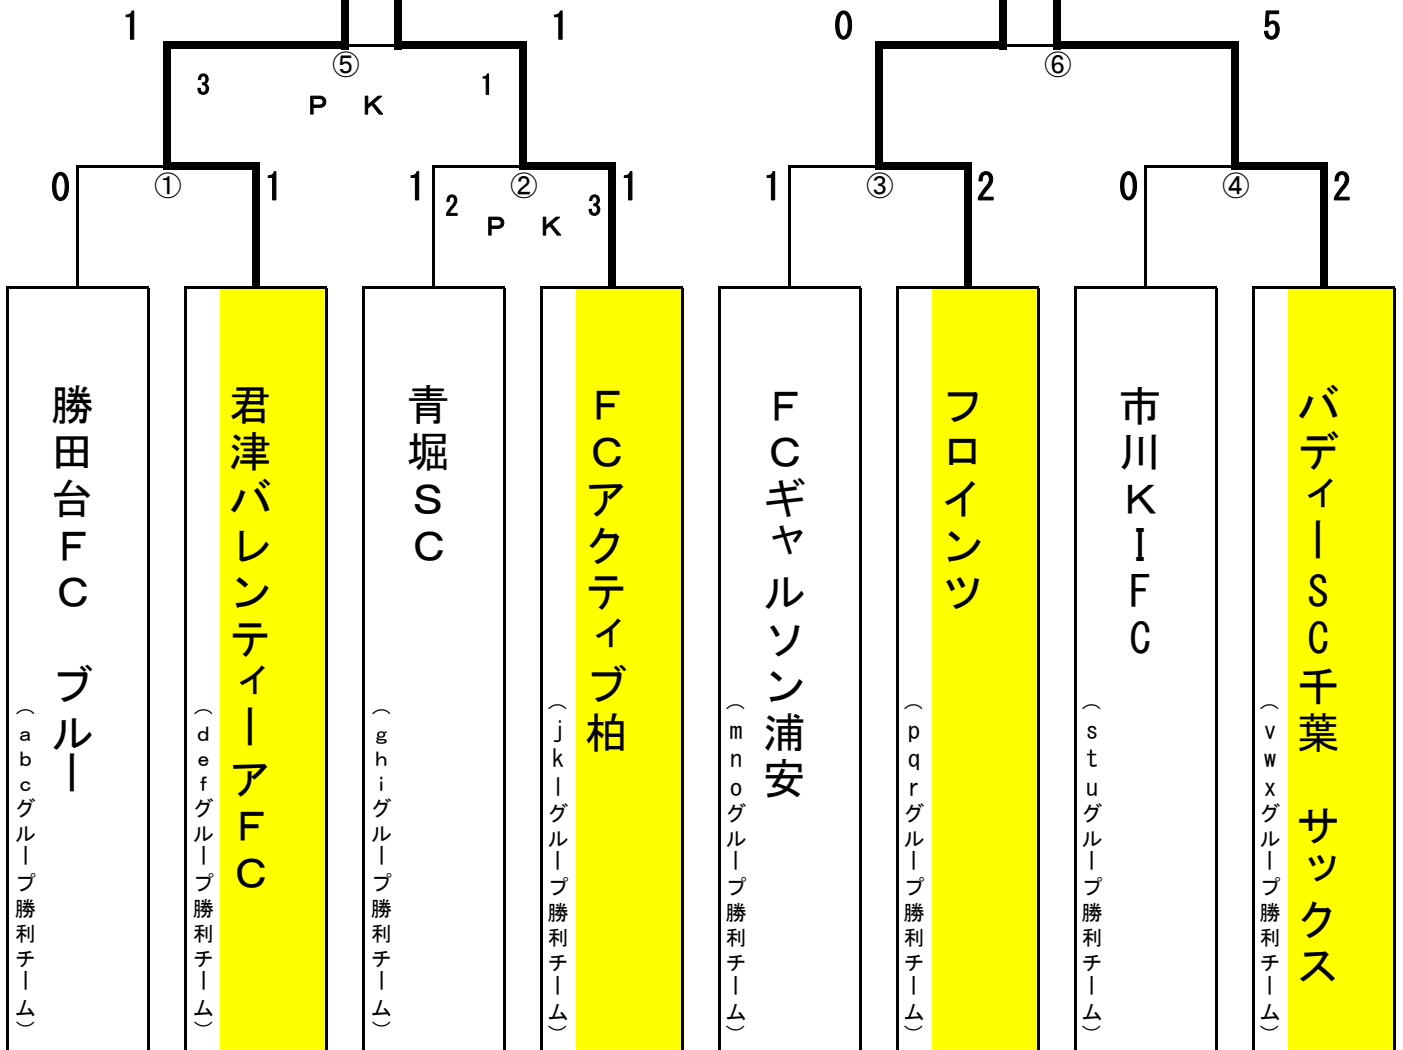 1 1 0 5
⑤ ⑥
3 1
ＰＫ
0 ① 1 1 ② 1 1 ③ 2 0 ④ 2
2 3
ＰＫ
勝田台ＦＣ　ブルー
（ａｂｃグループ勝利チーム）
君津バレンティーアＦＣ
（ｄｅｆグループ勝利チーム）
青堀ＳＣ
（ｇｈｉグループ勝利チーム）
ＦＣアクティブ柏
（ｊｋｌグループ勝利チーム）
ＦＣギャルソン浦安
（ｍｎｏグループ勝利チーム）
フロインツ
（ｐｑｒグループ勝利チーム）
市川ＫＩＦＣ
（ｓｔｕグループ勝利チーム）
バディーＳＣ千葉　サックス
（ｖｗｘグループ勝利チーム）